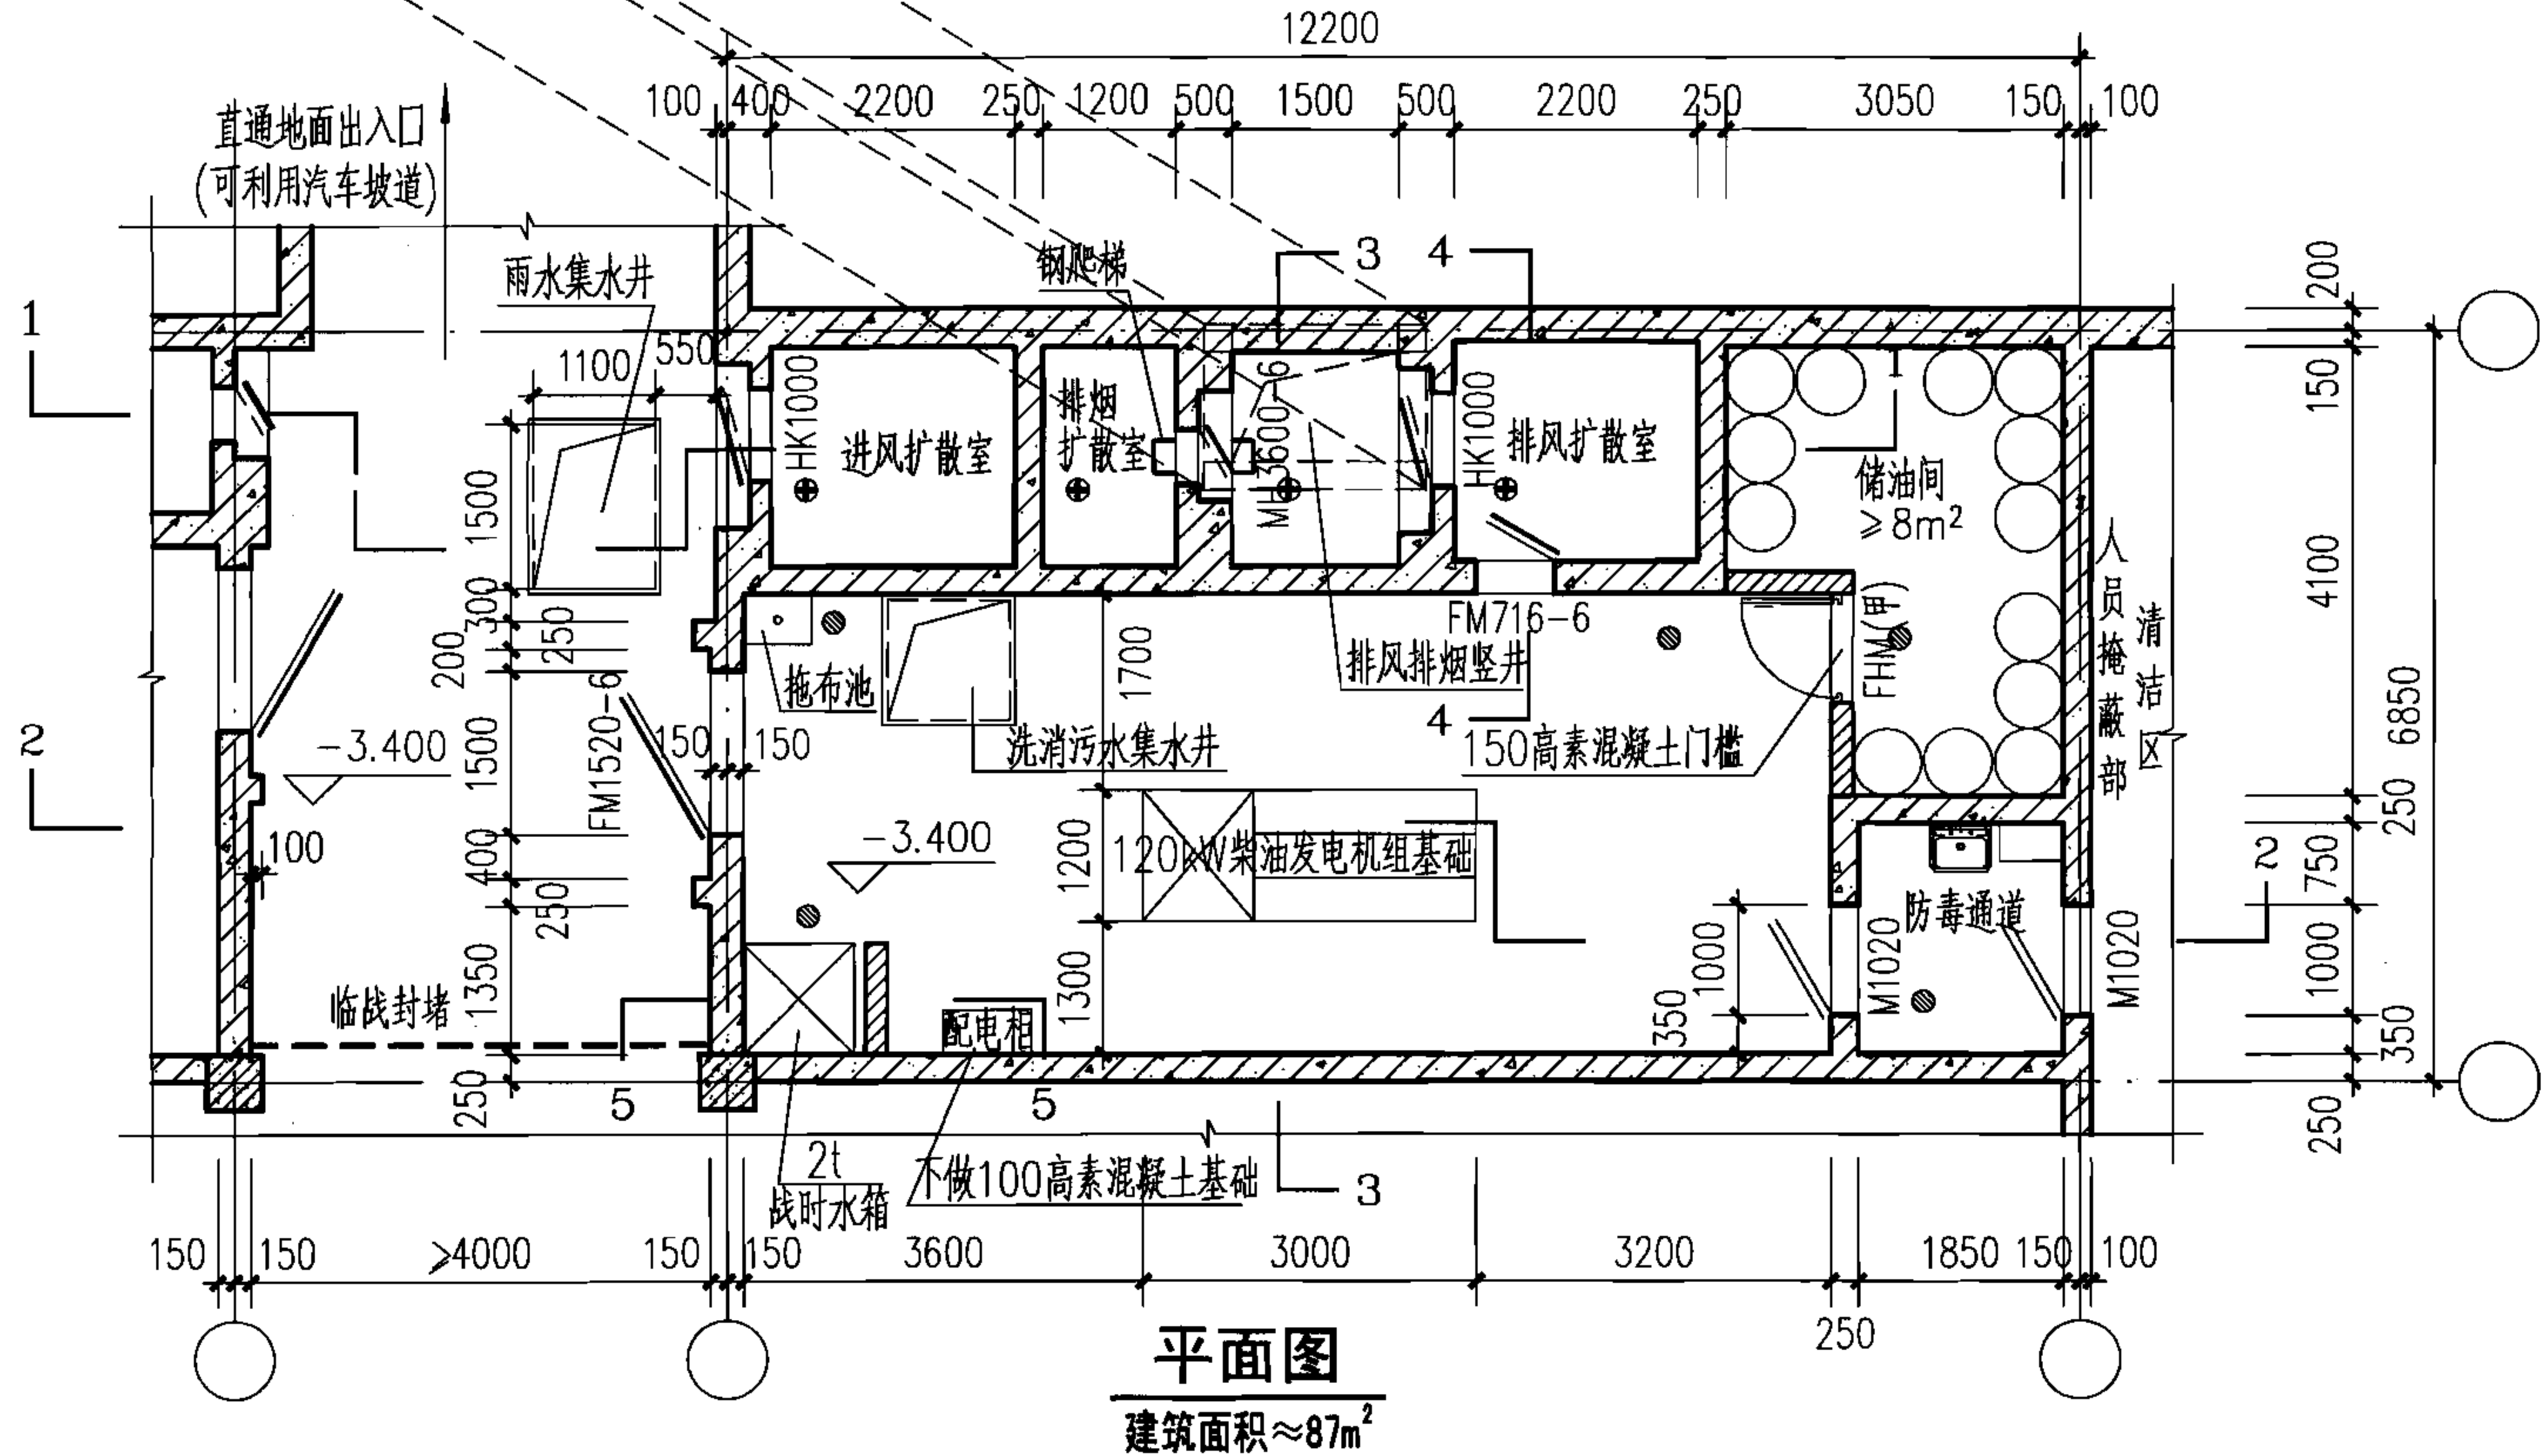 12200
100 400 2200 250 1200 500 1500 500 2200 250 3050 150 100
直通地面出入口
(可利用汽车坡道)
雨水集水井
钢爬梯
3
4
1
1
200
150
4100
6850
250
750
1000
350
250
550
1100
HK1000
进风扩散室
排烟
扩散室
MH3600-6
HK1000
排风扩散室
储油间
≥8m²
人员掩蔽部
清洁区
1500
300
250
200
1500
400
250
1350
250
拖布池
1700
FM716-6
排风排烟竖井
FHM(甲)
洗消污水集水井
4
150高素混凝土门槛
2
-3.400
FM1520-6
150 150
-3.400
1200
120kW柴油发电机组基础
2
100
防毒通道
1000
M1020
M1020
1300
350
临战封堵
配电柜
5
5
2t
战时水箱
下做100高素混凝土基础
3
150 150 ≥4000 150 150 3600 3000 3200 1850 150 100
250
平面图
建筑面积≈87m²